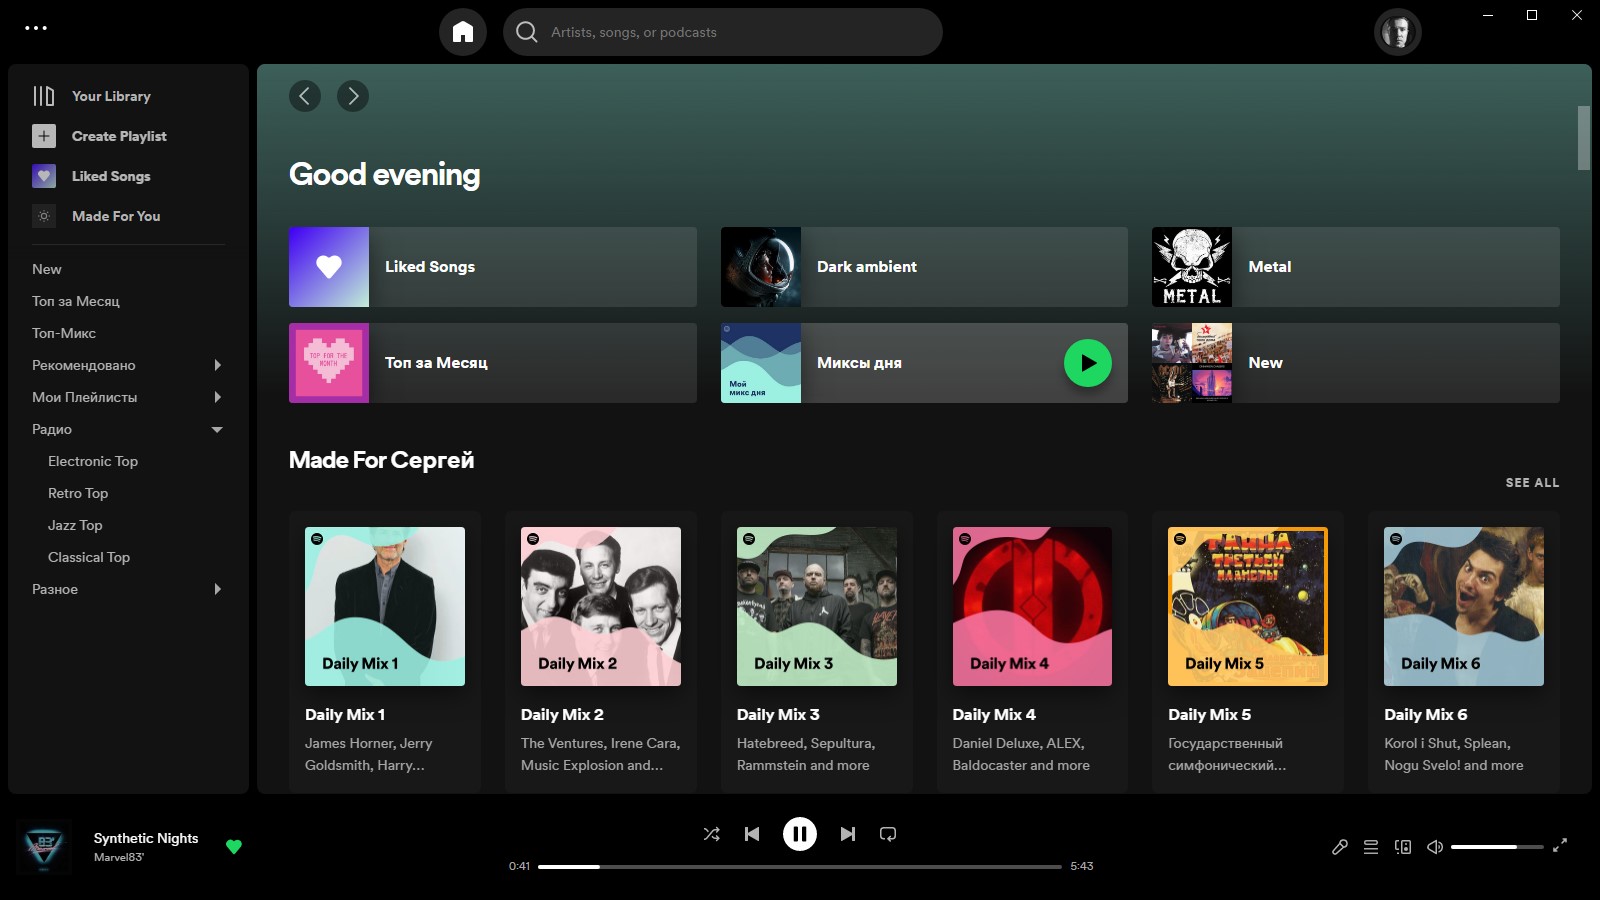 Artists, songs, or podcasts
Your Library
Create Playlist
Liked Songs
Made For You
New
Топ за Месяц
Топ-Микс
Рекомендовано
Мои Плейлисты
Радио
Electronic Top
Retro Top
Jazz Top
Classical Top
Разное
Good evening
Liked Songs
Dark ambient
METAL
Metal
TOP FOR THE
MONTH
Топ за Месяц
Мой
микс дня
Миксы дня
New
Made For Сергей
SEE ALL
Daily Mix 1
Daily Mix 1
James Horner, Jerry
Goldsmith, Harry...
Daily Mix 2
Daily Mix 2
The Ventures, Irene Cara,
Music Explosion and...
Daily Mix 3
Daily Mix 3
Hatebreed, Sepultura,
Rammstein and more
Daily Mix 4
Daily Mix 4
Daniel Deluxe, ALEX,
Baldocaster and more
ТАЙНА
ТРЕТЬЕЙ
ПЛАНЕТЫ
Daily Mix 5
Daily Mix 5
Государственный
симфонический...
Daily Mix 6
Daily Mix 6
Korol i Shut, Splean,
Nogu Svelo! and more
83'
Synthetic Nights
Marvel83'
0:41
5:43